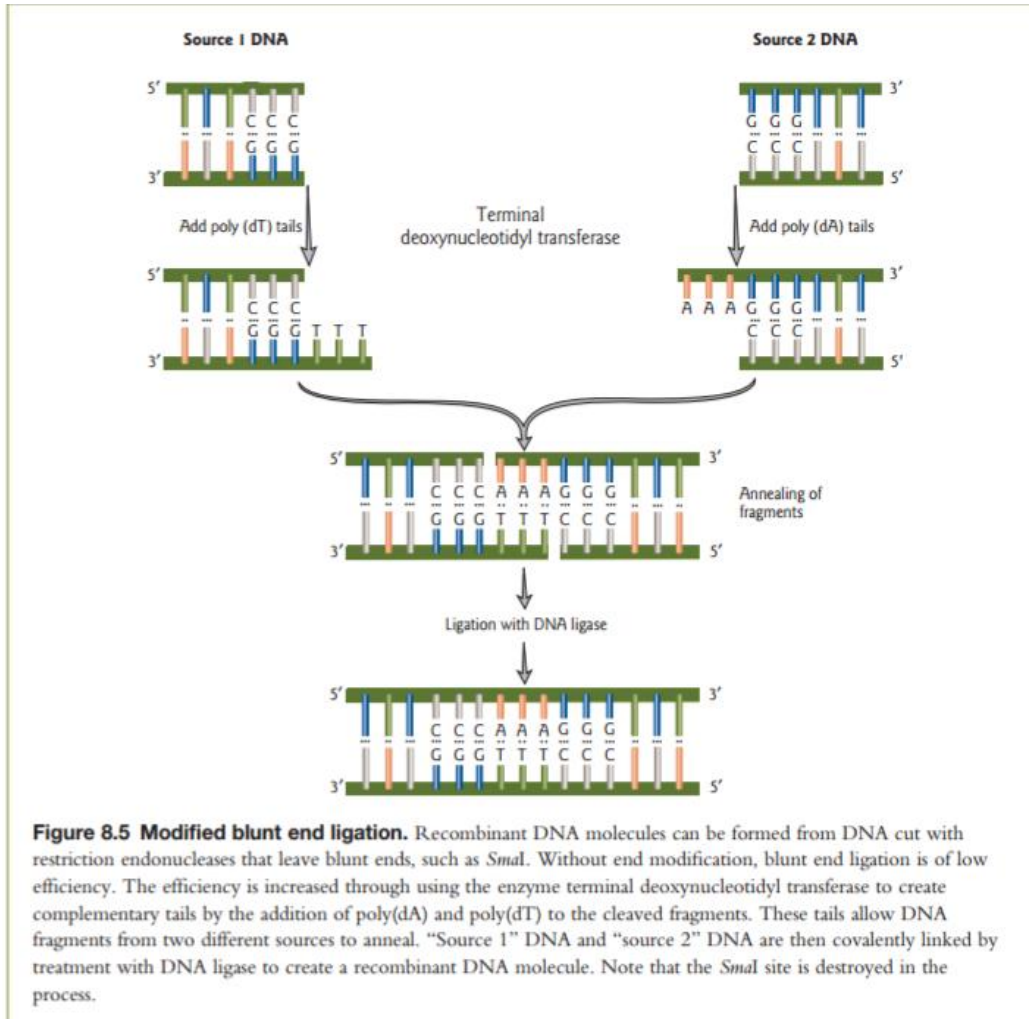 Source 1 DNA Source 2 DNA
5′ 3′
C C C G G G
G G G C C C
3′ 5′
Add poly (dT) tails Terminal deoxynucleotidyl transferase Add poly (dA) tails
5′ 3′
C C C A A A G G G
G G G T T T C C C
3′ 5′
5′ 3′
C C C A A A G G G
G G G T T T C C C
3′ 5′
Annealing of
fragments
Ligation with DNA ligase
5′ 3′
C C C A A A G G G
G G G T T T C C C
3′ 5′
Figure 8.5 Modified blunt end ligation. Recombinant DNA molecules can be formed from DNA cut with
restriction endonucleases that leave blunt ends, such as SmaI. Without end modification, blunt end ligation is of low
efficiency. The efficiency is increased through using the enzyme terminal deoxynucleotidyl transferase to create
complementary tails by the addition of poly(dA) and poly(dT) to the cleaved fragments. These tails allow DNA
fragments from two different sources to anneal. “Source 1” DNA and “source 2” DNA are then covalently linked by
treatment with DNA ligase to create a recombinant DNA molecule. Note that the SmaI site is destroyed in the
process.